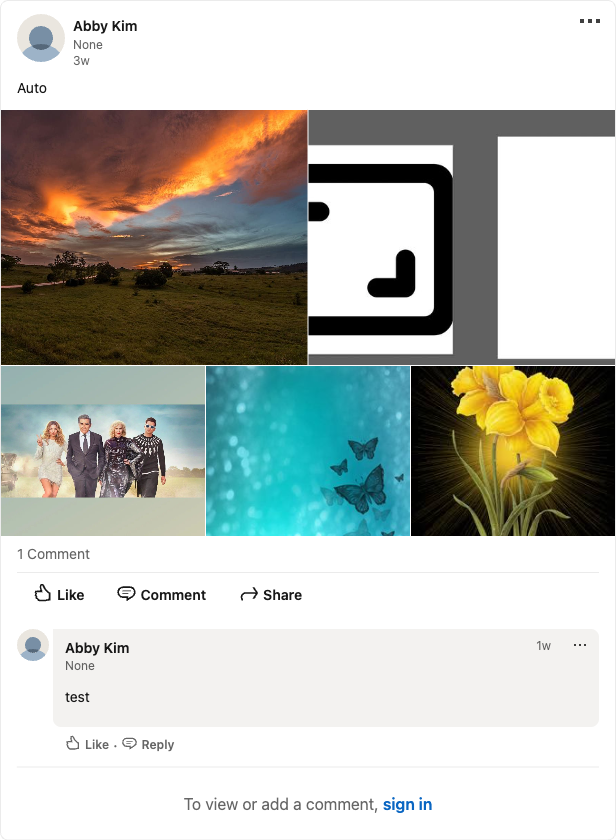 Abby Kim
None
3w
Auto
1 Comment
Like Comment Share
Abby Kim 1w
None
test
Like · Reply
To view or add a comment, sign in